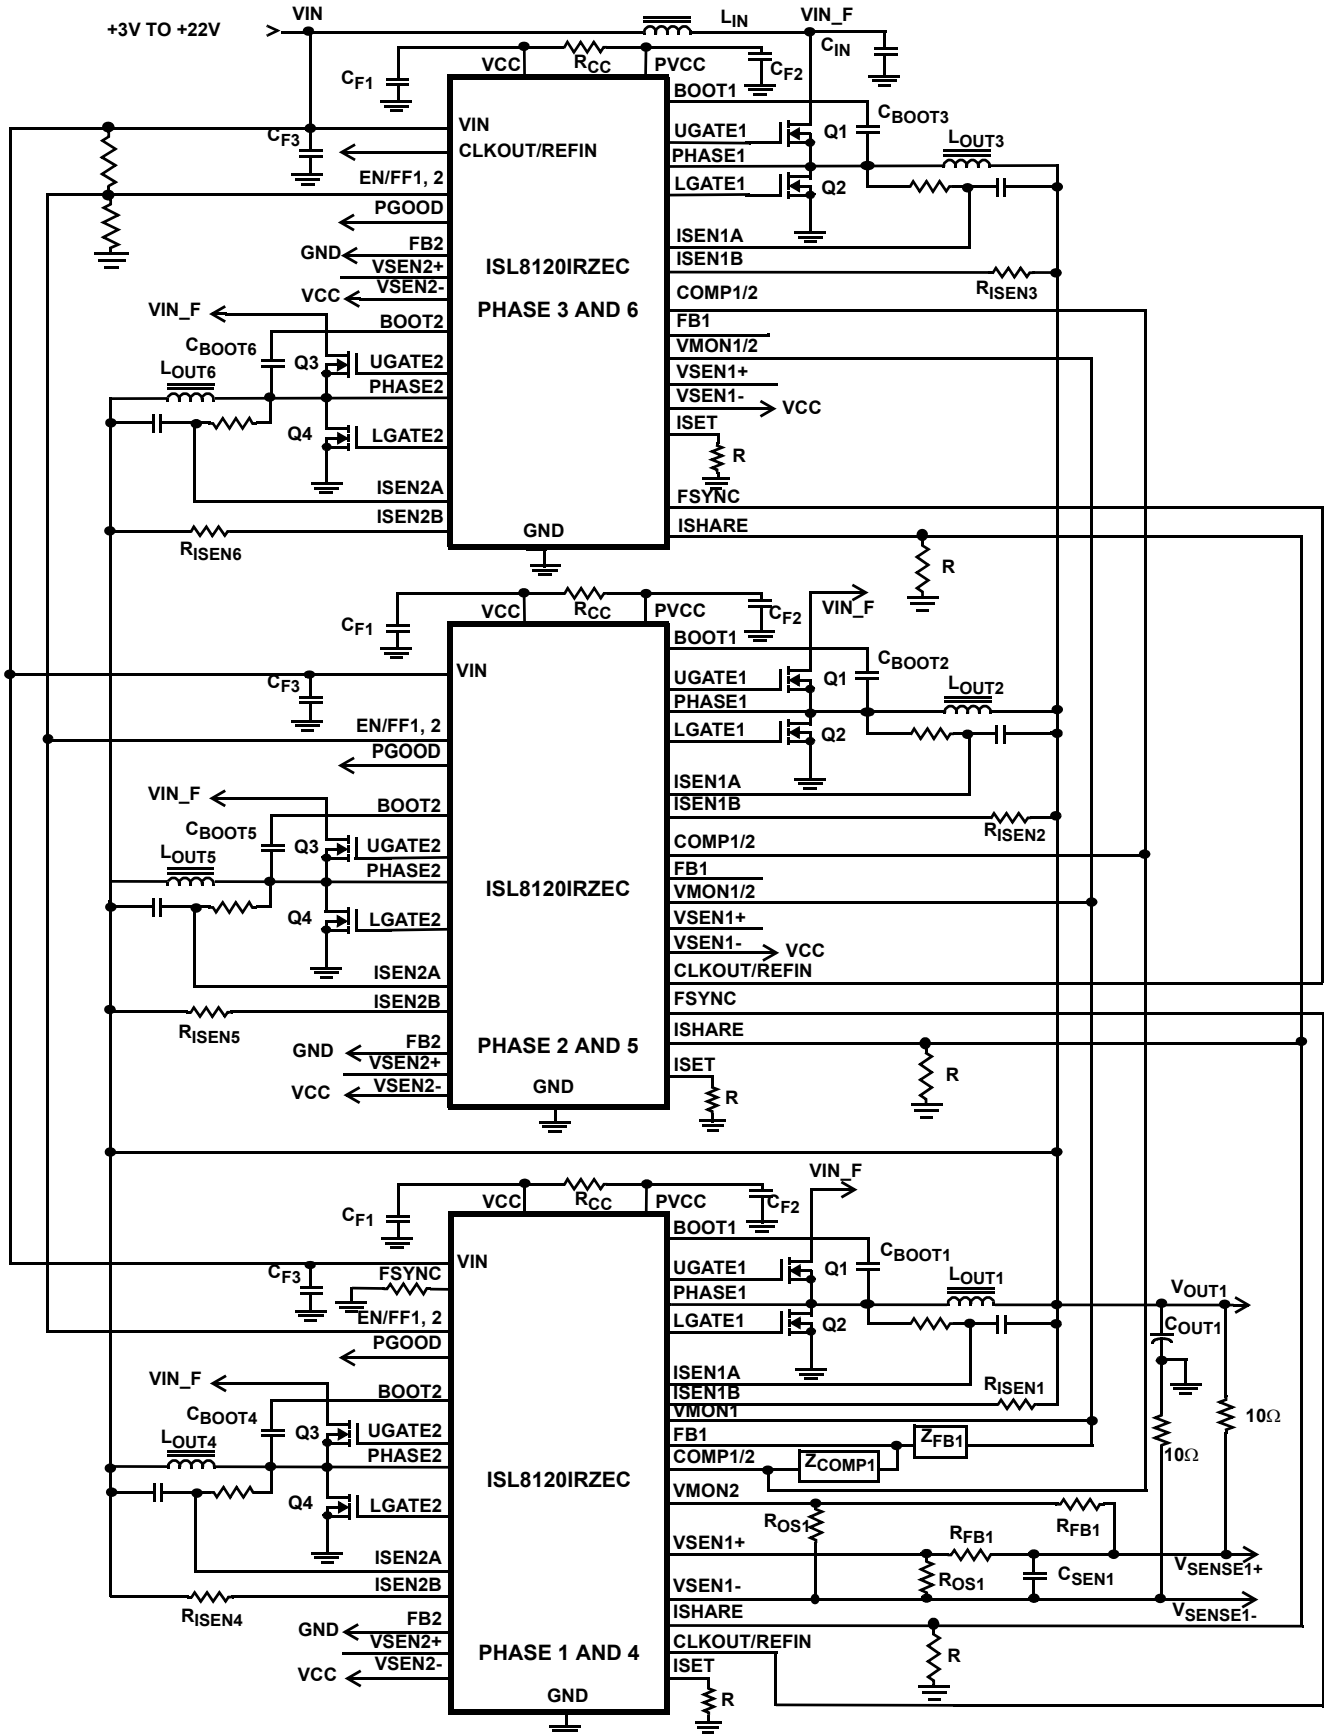 +3V TO +22V
VIN
LIN
VIN_F
CIN
CF1
VCC
RCC
PVCC
CF2
BOOT1
CBOOT3
CF3
VIN
CLKOUT/REFIN
UGATE1
Q1
LOUT3
PHASE1
EN/FF1, 2
LGATE1
Q2
PGOOD
ISEN1A
FB2
GND
VSEN2+
ISL8120IRZEC
ISEN1B
RISEN3
VSEN2-
VCC
COMP1/2
PHASE 3 AND 6
VIN_F
BOOT2
FB1
CBOOT6
Q3
UGATE2
VMON1/2
LOUT6
PHASE2
VSEN1+
VSEN1-
VCC
Q4
LGATE2
ISET
R
ISEN2A
FSYNC
ISEN2B
GND
ISHARE
RISEN6
R
CF1
VCC
RCC
PVCC
CF2
VIN_F
BOOT1
CBOOT2
CF3
VIN
UGATE1
Q1
LOUT2
PHASE1
EN/FF1, 2
LGATE1
Q2
PGOOD
ISEN1A
VIN_F
BOOT2
ISEN1B
RISEN2
CBOOT5
Q3
UGATE2
COMP1/2
LOUT5
PHASE2
FB1
ISL8120IRZEC
VMON1/2
Q4
LGATE2
VSEN1+
VSEN1-
VCC
ISEN2A
CLKOUT/REFIN
ISEN2B
FSYNC
RISEN5
ISHARE
GND
FB2
PHASE 2 AND 5
VSEN2+
ISET
R
VCC
VSEN2-
GND
R
VIN_F
CF1
VCC
RCC
PVCC
CF2
BOOT1
CBOOT1
VIN
CF3
FSYNC
UGATE1
Q1
LOUT1
PHASE1
VOUT1
EN/FF1, 2
LGATE1
Q2
COUT1
PGOOD
ISEN1A
VIN_F
BOOT2
ISEN1B
RISEN1
CBOOT4
VMON1
10Ω
Q3
UGATE2
FB1
ZFB1
LOUT4
PHASE2
COMP1/2
ZCOMP1
10Ω
ISL8120IRZEC
VMON2
Q4
LGATE2
ROS1
RFB1
ISEN2A
VSEN1+
RFB1
VSENSE1+
ISEN2B
VSEN1-
ROS1
CSEN1
RISEN4
ISHARE
VSENSE1-
GND
FB2
VSEN2+
PHASE 1 AND 4
CLKOUT/REFIN
VCC
VSEN2-
ISET
R
GND
R